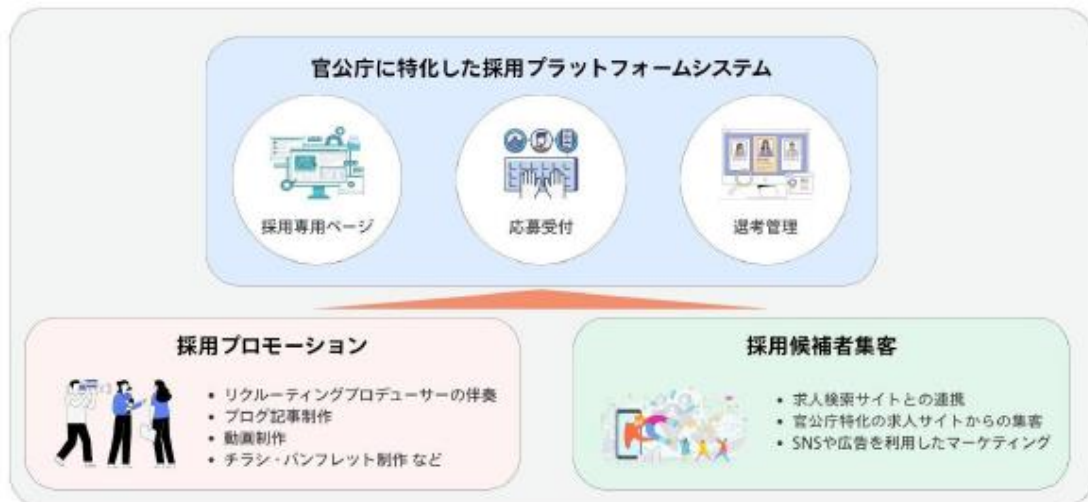 官公庁に特化した採用プラットフォームシステム
採用専用ページ
応募受付
選考管理
採用プロモーション
• リクルーティングプロデューサーの伴奏
• ブログ記事制作
• 動画制作
• チラシ・パンフレット制作 など
採用候補者集客
• 求人検索サイトとの連携
• 官公庁特化の求人サイトからの集客
• SNSや広告を利用したマーケティング